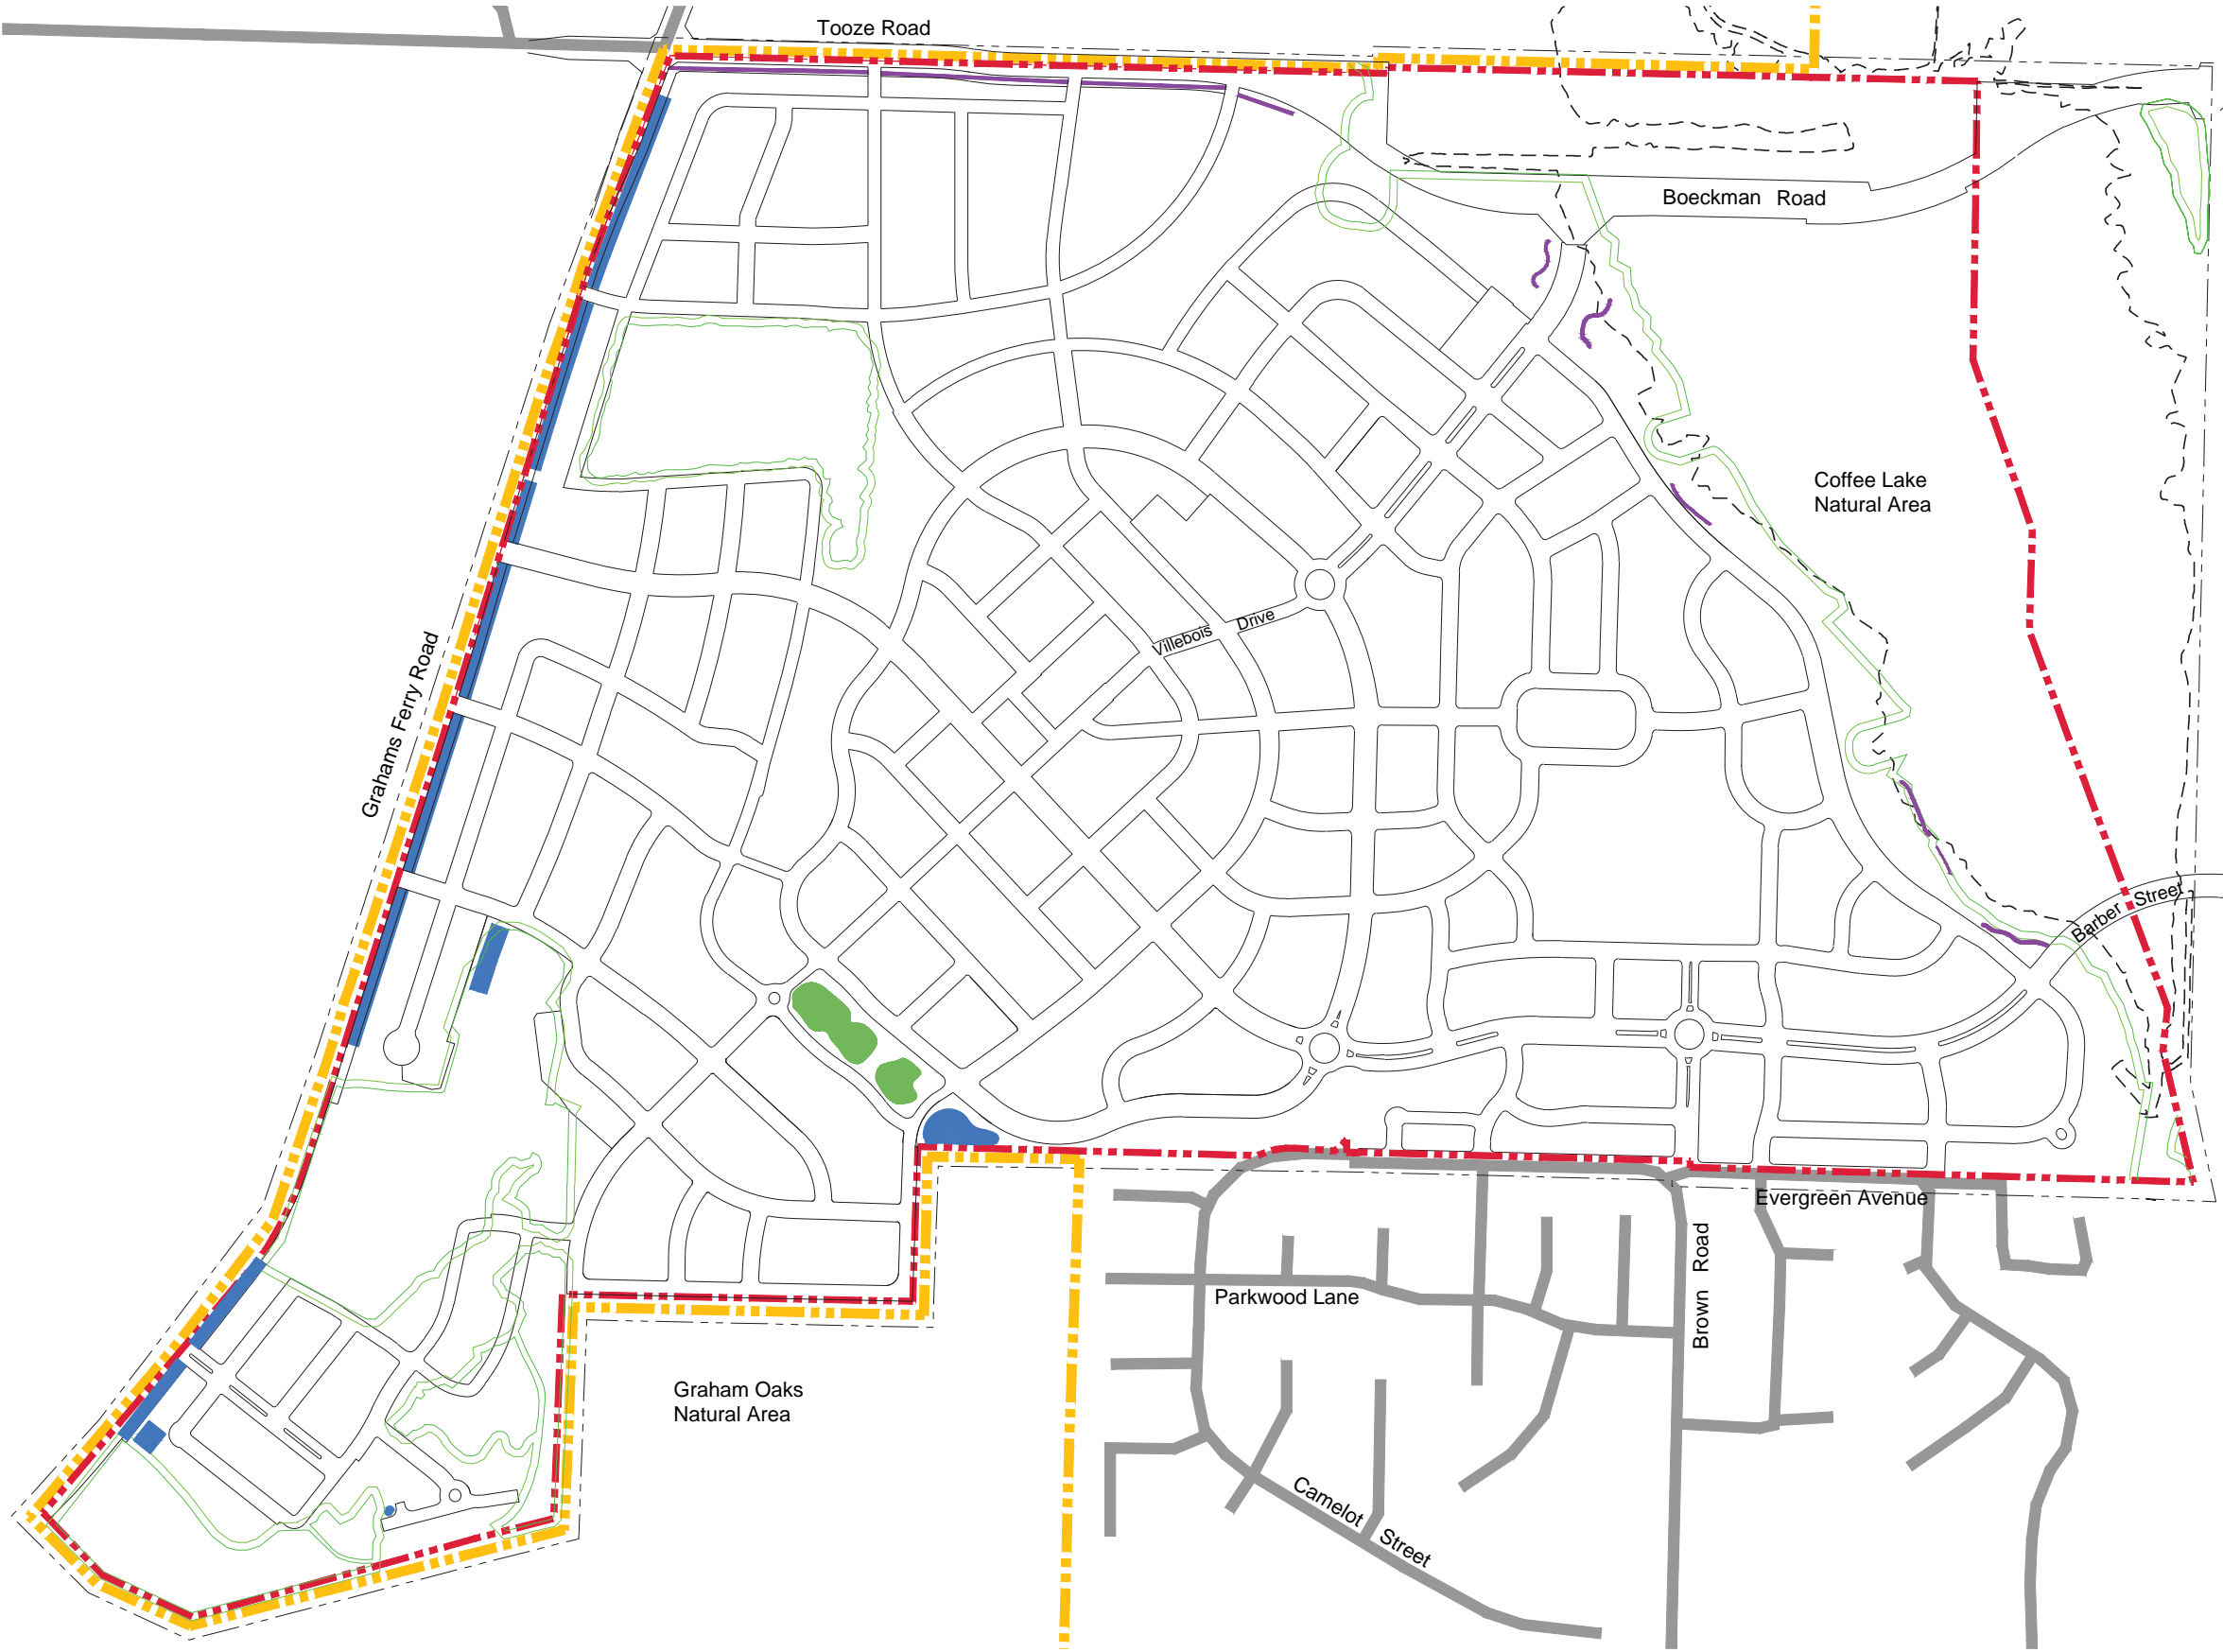 Tooze Road
Boeckman Road
Coffee Lake
Natural Area
Villebois Drive
Grahams Ferry Road
Barber Street
Evergreen Avenue
Brown Road
Parkwood Lane
Graham Oaks
Natural Area
Camelot Street